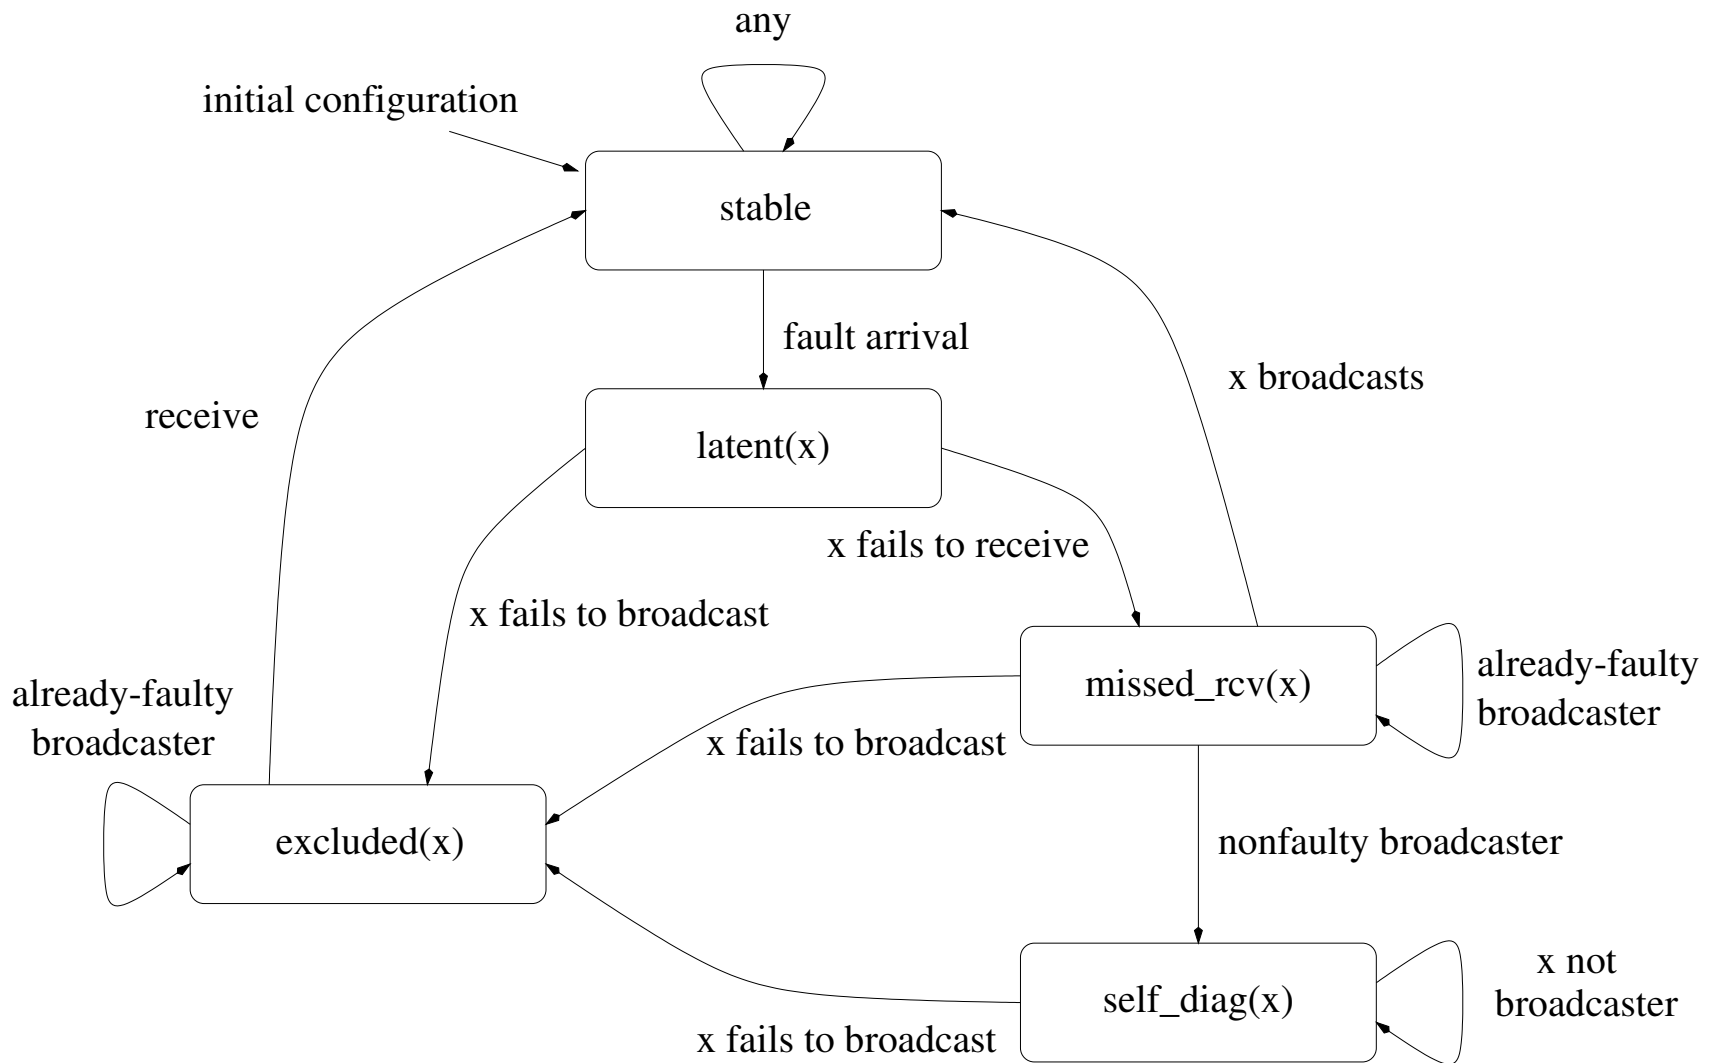 any
initial configuration
stable
fault arrival
x broadcasts
receive
latent(x)
x fails to receive
x fails to broadcast
already-faulty
broadcaster
missed_rcv(x)
already-faulty
broadcaster
x fails to broadcast
excluded(x)
nonfaulty broadcaster
x not
broadcaster
self_diag(x)
x fails to broadcast